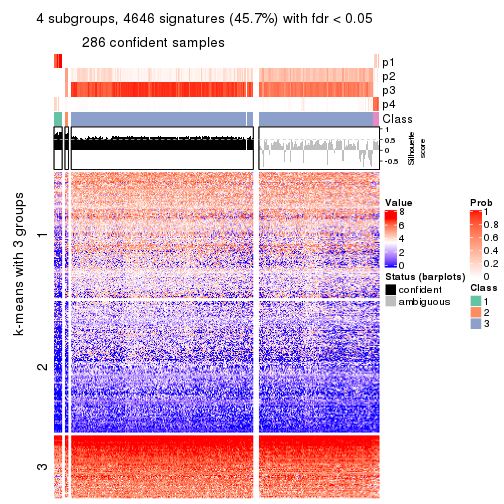 4 subgroups, 4646 signatures (45.7%) with fdr < 0.05
286 confident samples
p1
p2
p3
p4
Class
1
0.5
0
-0.5
Silhouette
score
k-means with 3 groups
1
2
3
Value
8
6
4
2
0
Status (barplots)
confident
ambiguous
Prob
1
0.8
0.6
0.4
0.2
0
Class
1
2
3